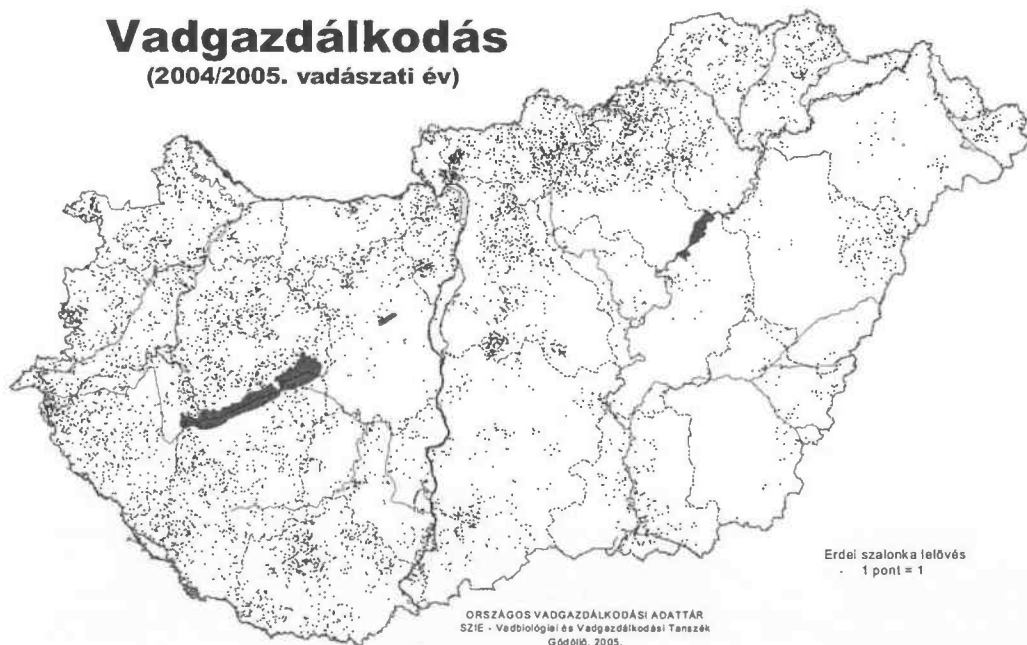 Vadgazdálkodás
(2004/2005. vadászati év)
Erdei szalonka lelövés
· 1 pont = 1
ORSZÁGOS VADGAZDÁLKODÁSI ADATTÁR
SZIE - Vadbiológiai és Vadgazdálkodási Tanszék
Gödöllő, 2005.